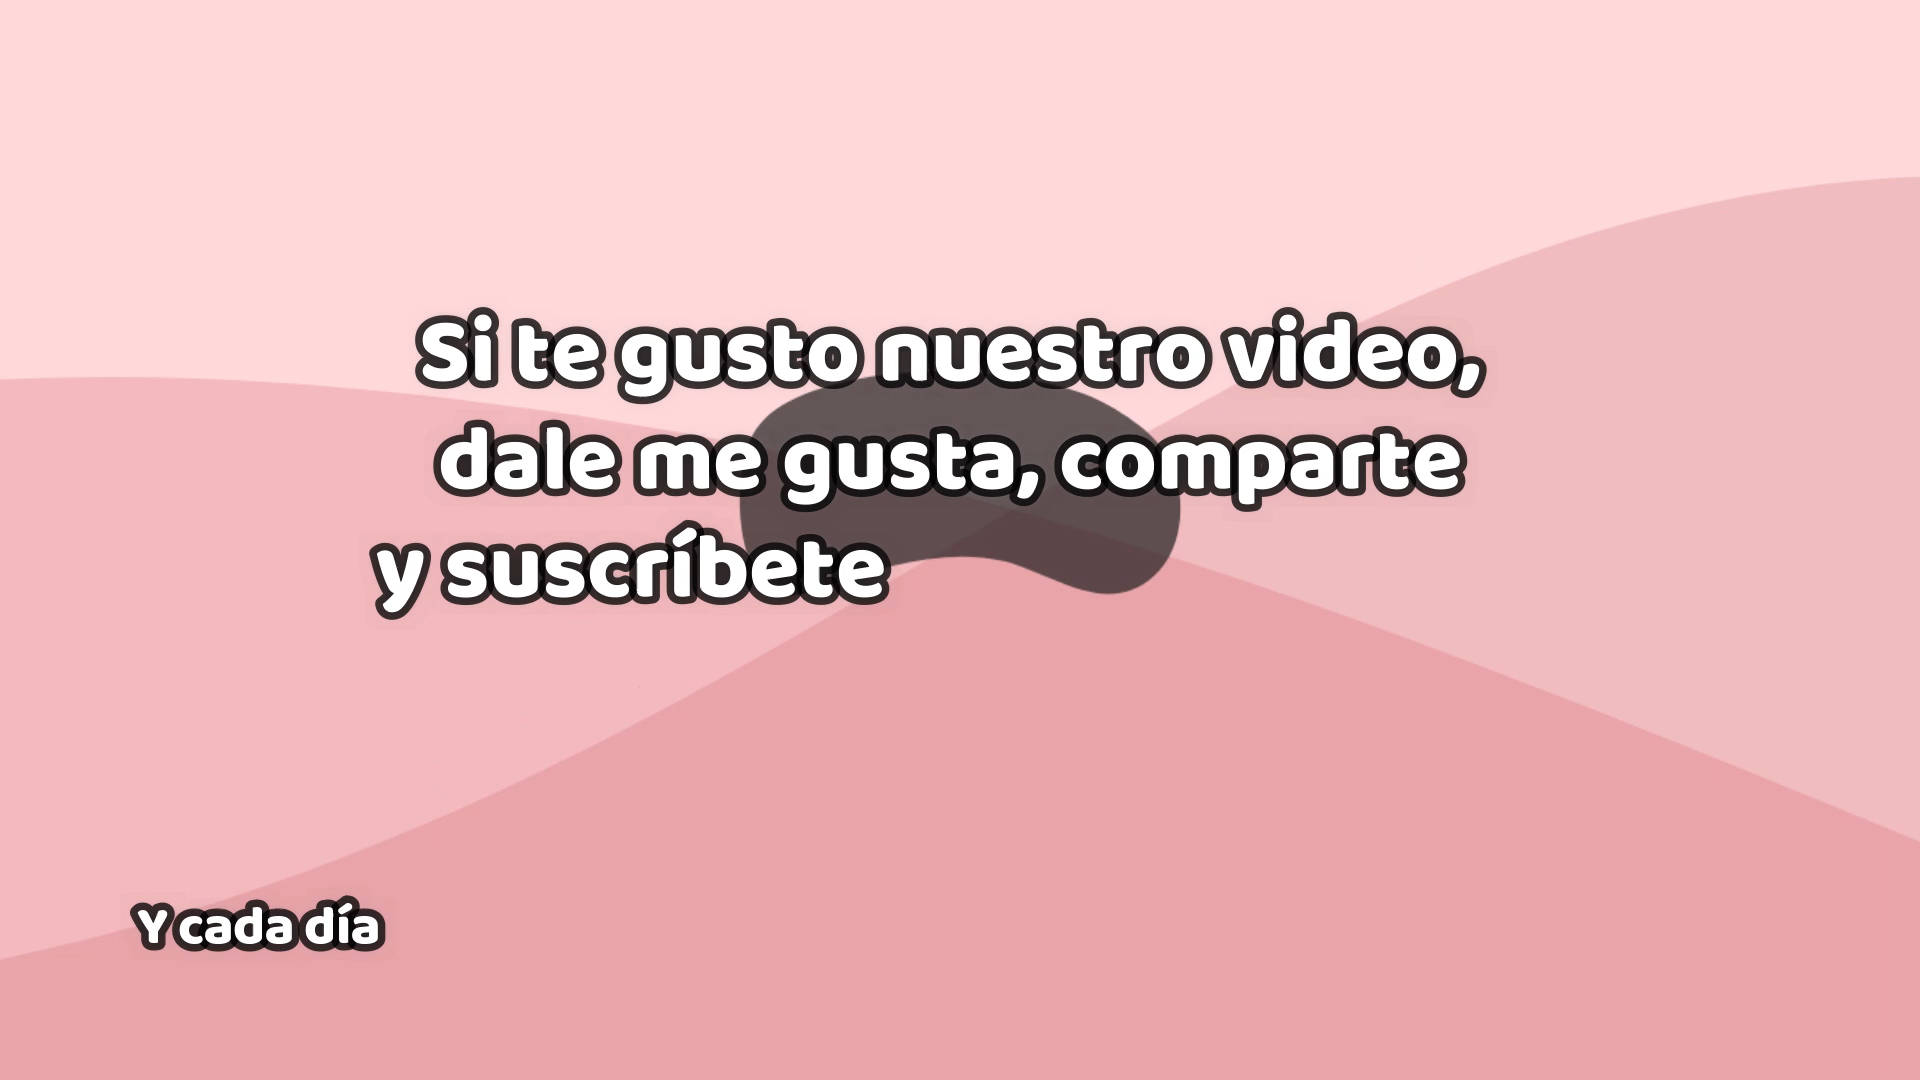 Si te gusto nuestro video,
dale me gusta, comparte
y suscríbete
Y cada día